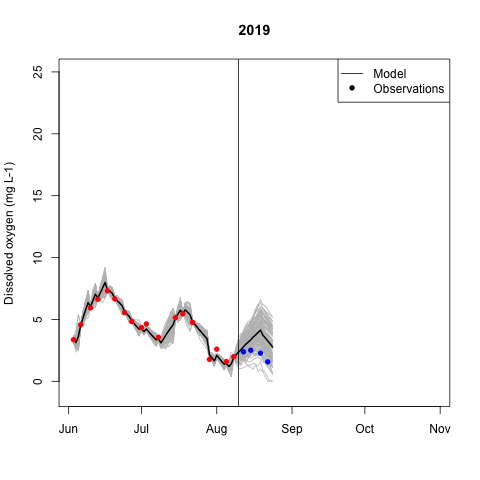 2019
Model
Observations
Dissolved oxygen (mg L-1)
25
20
15
10
5
0
Jun Jul Aug Sep Oct Nov